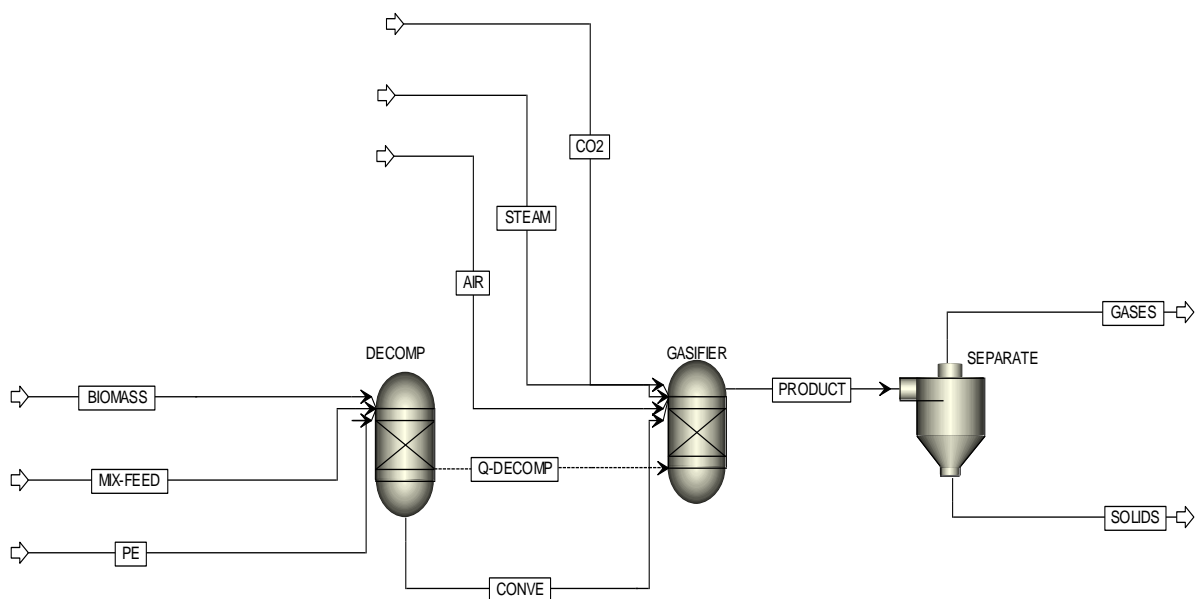 CO2
STEAM
AIR
GASES
DECOMP
GASIFIER
SEPARATE
BIOMASS
PRODUCT
Q-DECOMP
MIX-FEED
SOLIDS
PE
CONVE